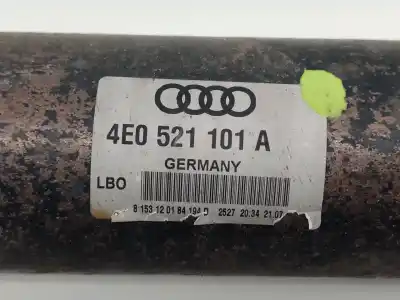 4E0 521 101 A
GERMANY
LBO
8 153 12 01 84 194 D 2527 20:34 21.07